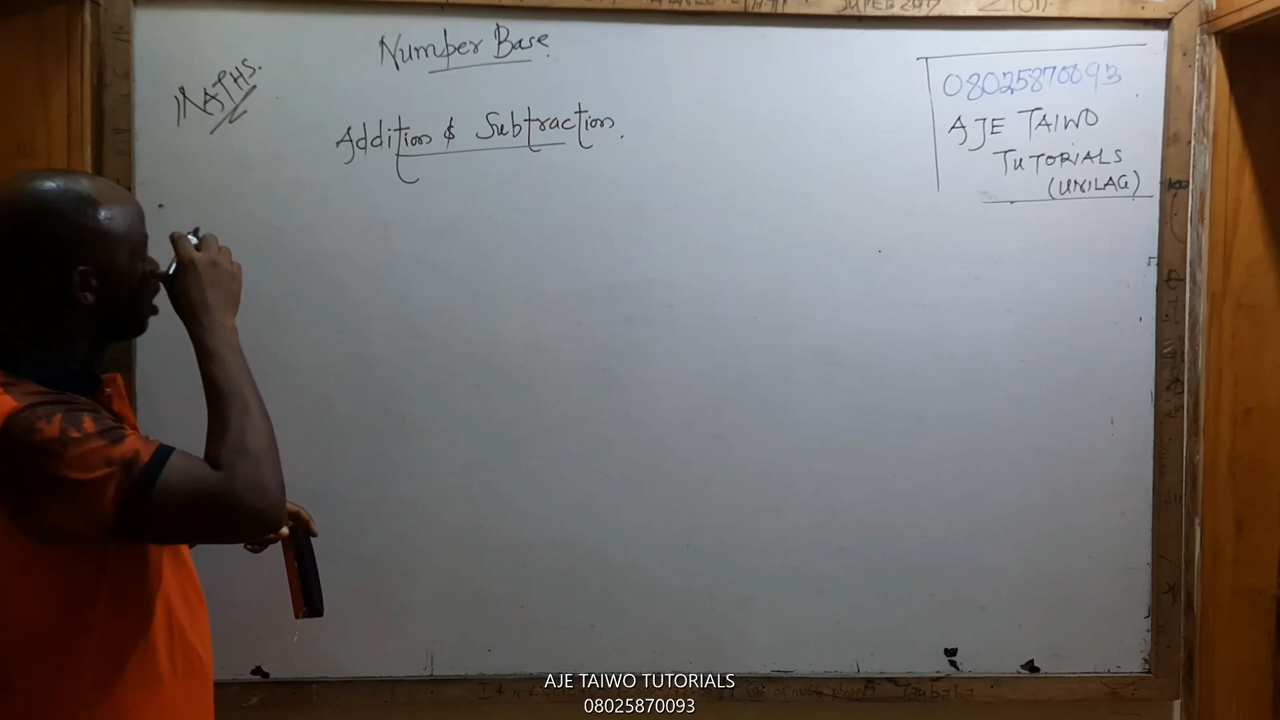 Number Base.
MATHS.
Addition & Subtraction.
08025870093
AJE TAIWO
TUTORIALS
(UNILAG)
AJE TAIWO TUTORIALS
08025870093